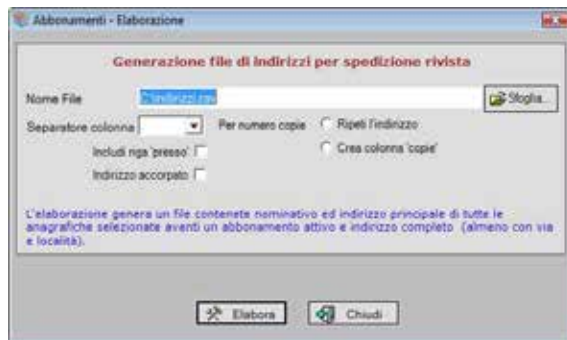 Abbonamenti - Elaborazione
Generazione file di indirizzi per spedizione rivista
Nome File C:\indirizzi.csv Sfoglia...
Separatore colonna Per numero copie Ripeti l'indirizzo
Includi riga 'presso' Crea colonna 'copie'
Indirizzo accorpato
L'elaborazione genera un file contenete nominativo ed indirizzo principale di tutte le
anagrafiche selezionate aventi un abbonamento attivo e indirizzo completo (almeno con via
e località).
Elabora Chiudi